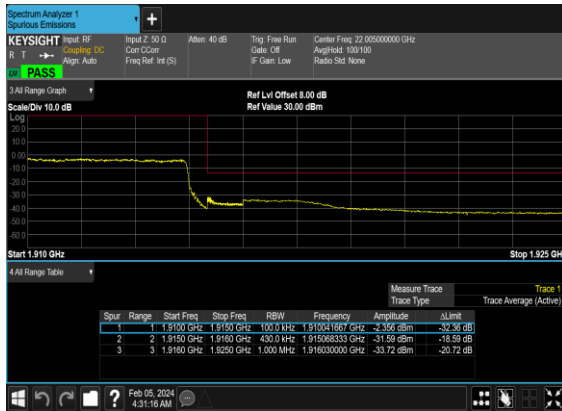 Spectrum Analyzer 1
Spurious Emissions
+
KEYSIGHT Input: RF Input Z: 50 Ω Atten: 40 dB Trig: Free Run Center Freq: 22.005000000 GHz
R T Coupling: DC Corr CCorr Gate: Off Avg|Hold: 100/100
Align: Auto Freq Ref: Int (S) IF Gain: Low Radio Std: None
PASS
3 All Range Graph
Ref Lvl Offset 8.00 dB
Scale/Div 10.0 dB Ref Value 30.00 dBm
Log
20.0
10.0
0.00
-10.0
-20.0
-30.0
-40.0
-50.0
-60.0
Start 1.910 GHz Stop 1.925 GH
4 All Range Table
Measure Trace Trace 1
Trace Type Trace Average (Active)
Spur Range Start Freq Stop Freq RBW Frequency Amplitude ΔLimit
1 1 1.9100 GHz 1.9150 GHz 100.0 kHz 1.910041667 GHz -2.356 dBm -32.36 dB
2 2 1.9150 GHz 1.9160 GHz 430.0 kHz 1.915068333 GHz -31.59 dBm -18.59 dB
3 3 1.9160 GHz 1.9250 GHz 1.000 MHz 1.916030000 GHz -33.72 dBm -20.72 dB
? Feb 05, 2024
4:31:16 AM